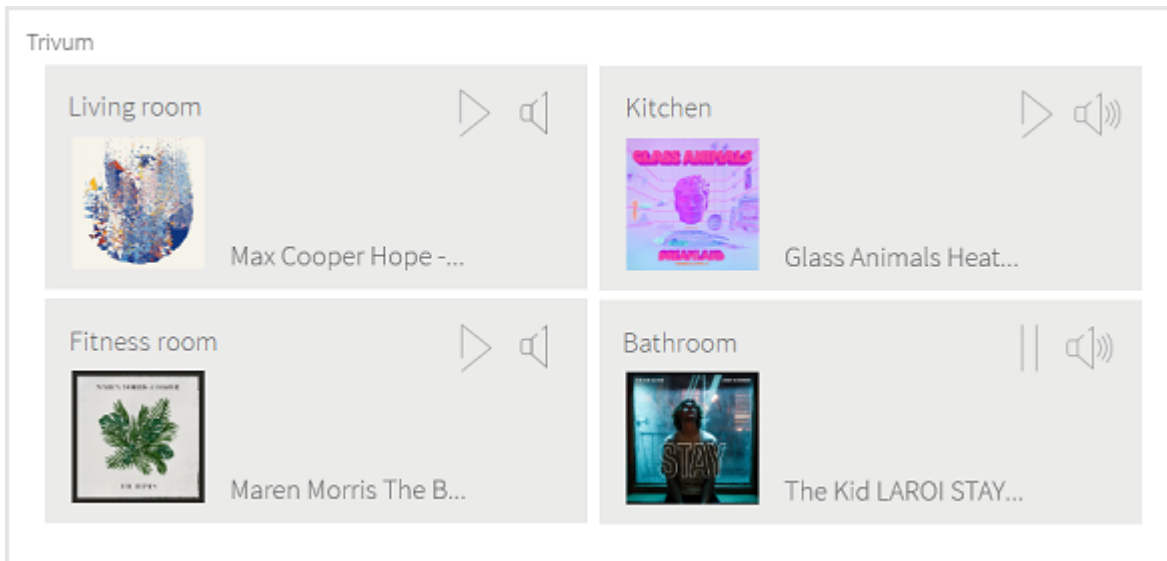 Trivum
Living room
Max Cooper Hope -...
Kitchen
GLASS ANIMALS
DREAMLAND
Glass Animals Heat...
Fitness room
Maren Morris The B...
Bathroom
STAY
The Kid LAROI STAY...